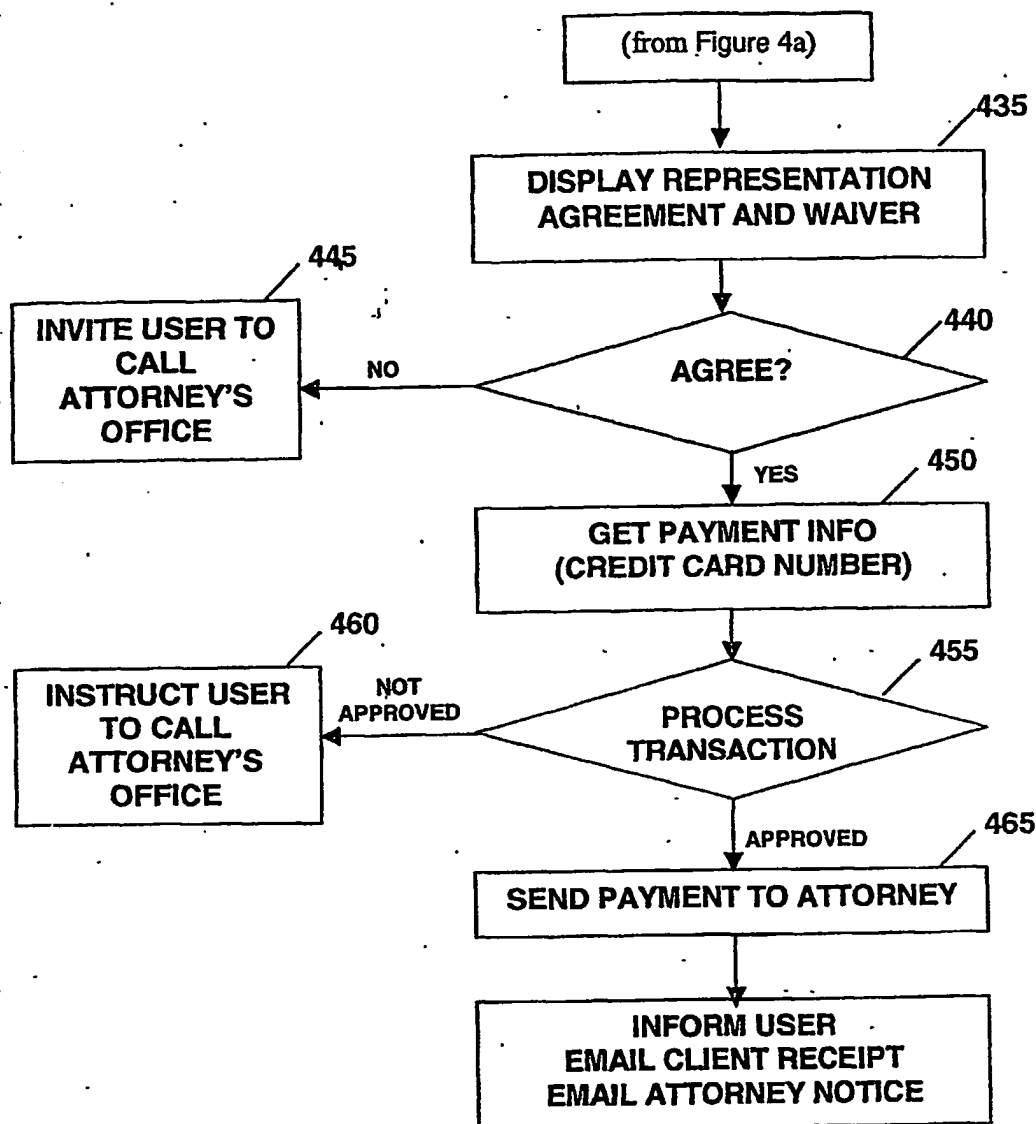 (from Figure 4a)
435
DISPLAY REPRESENTATION
AGREEMENT AND WAIVER
445
INVITE USER TO
CALL
ATTORNEY'S
OFFICE
NO
440
AGREE?
YES
450
GET PAYMENT INFO
(CREDIT CARD NUMBER)
460
INSTRUCT USER
TO CALL
ATTORNEY'S
OFFICE
NOT
APPROVED
455
PROCESS
TRANSACTION
APPROVED
465
SEND PAYMENT TO ATTORNEY
INFORM USER
EMAIL CLIENT RECEIPT
EMAIL ATTORNEY NOTICE